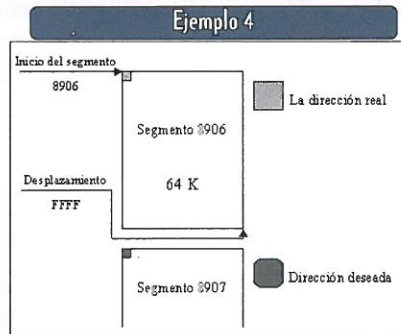 Ejemplo 4
Inicio del segmento
8906
Segmento 8906
64 K
La dirección real
Desplazamiento
FFFF
Segmento 8907
Dirección deseada